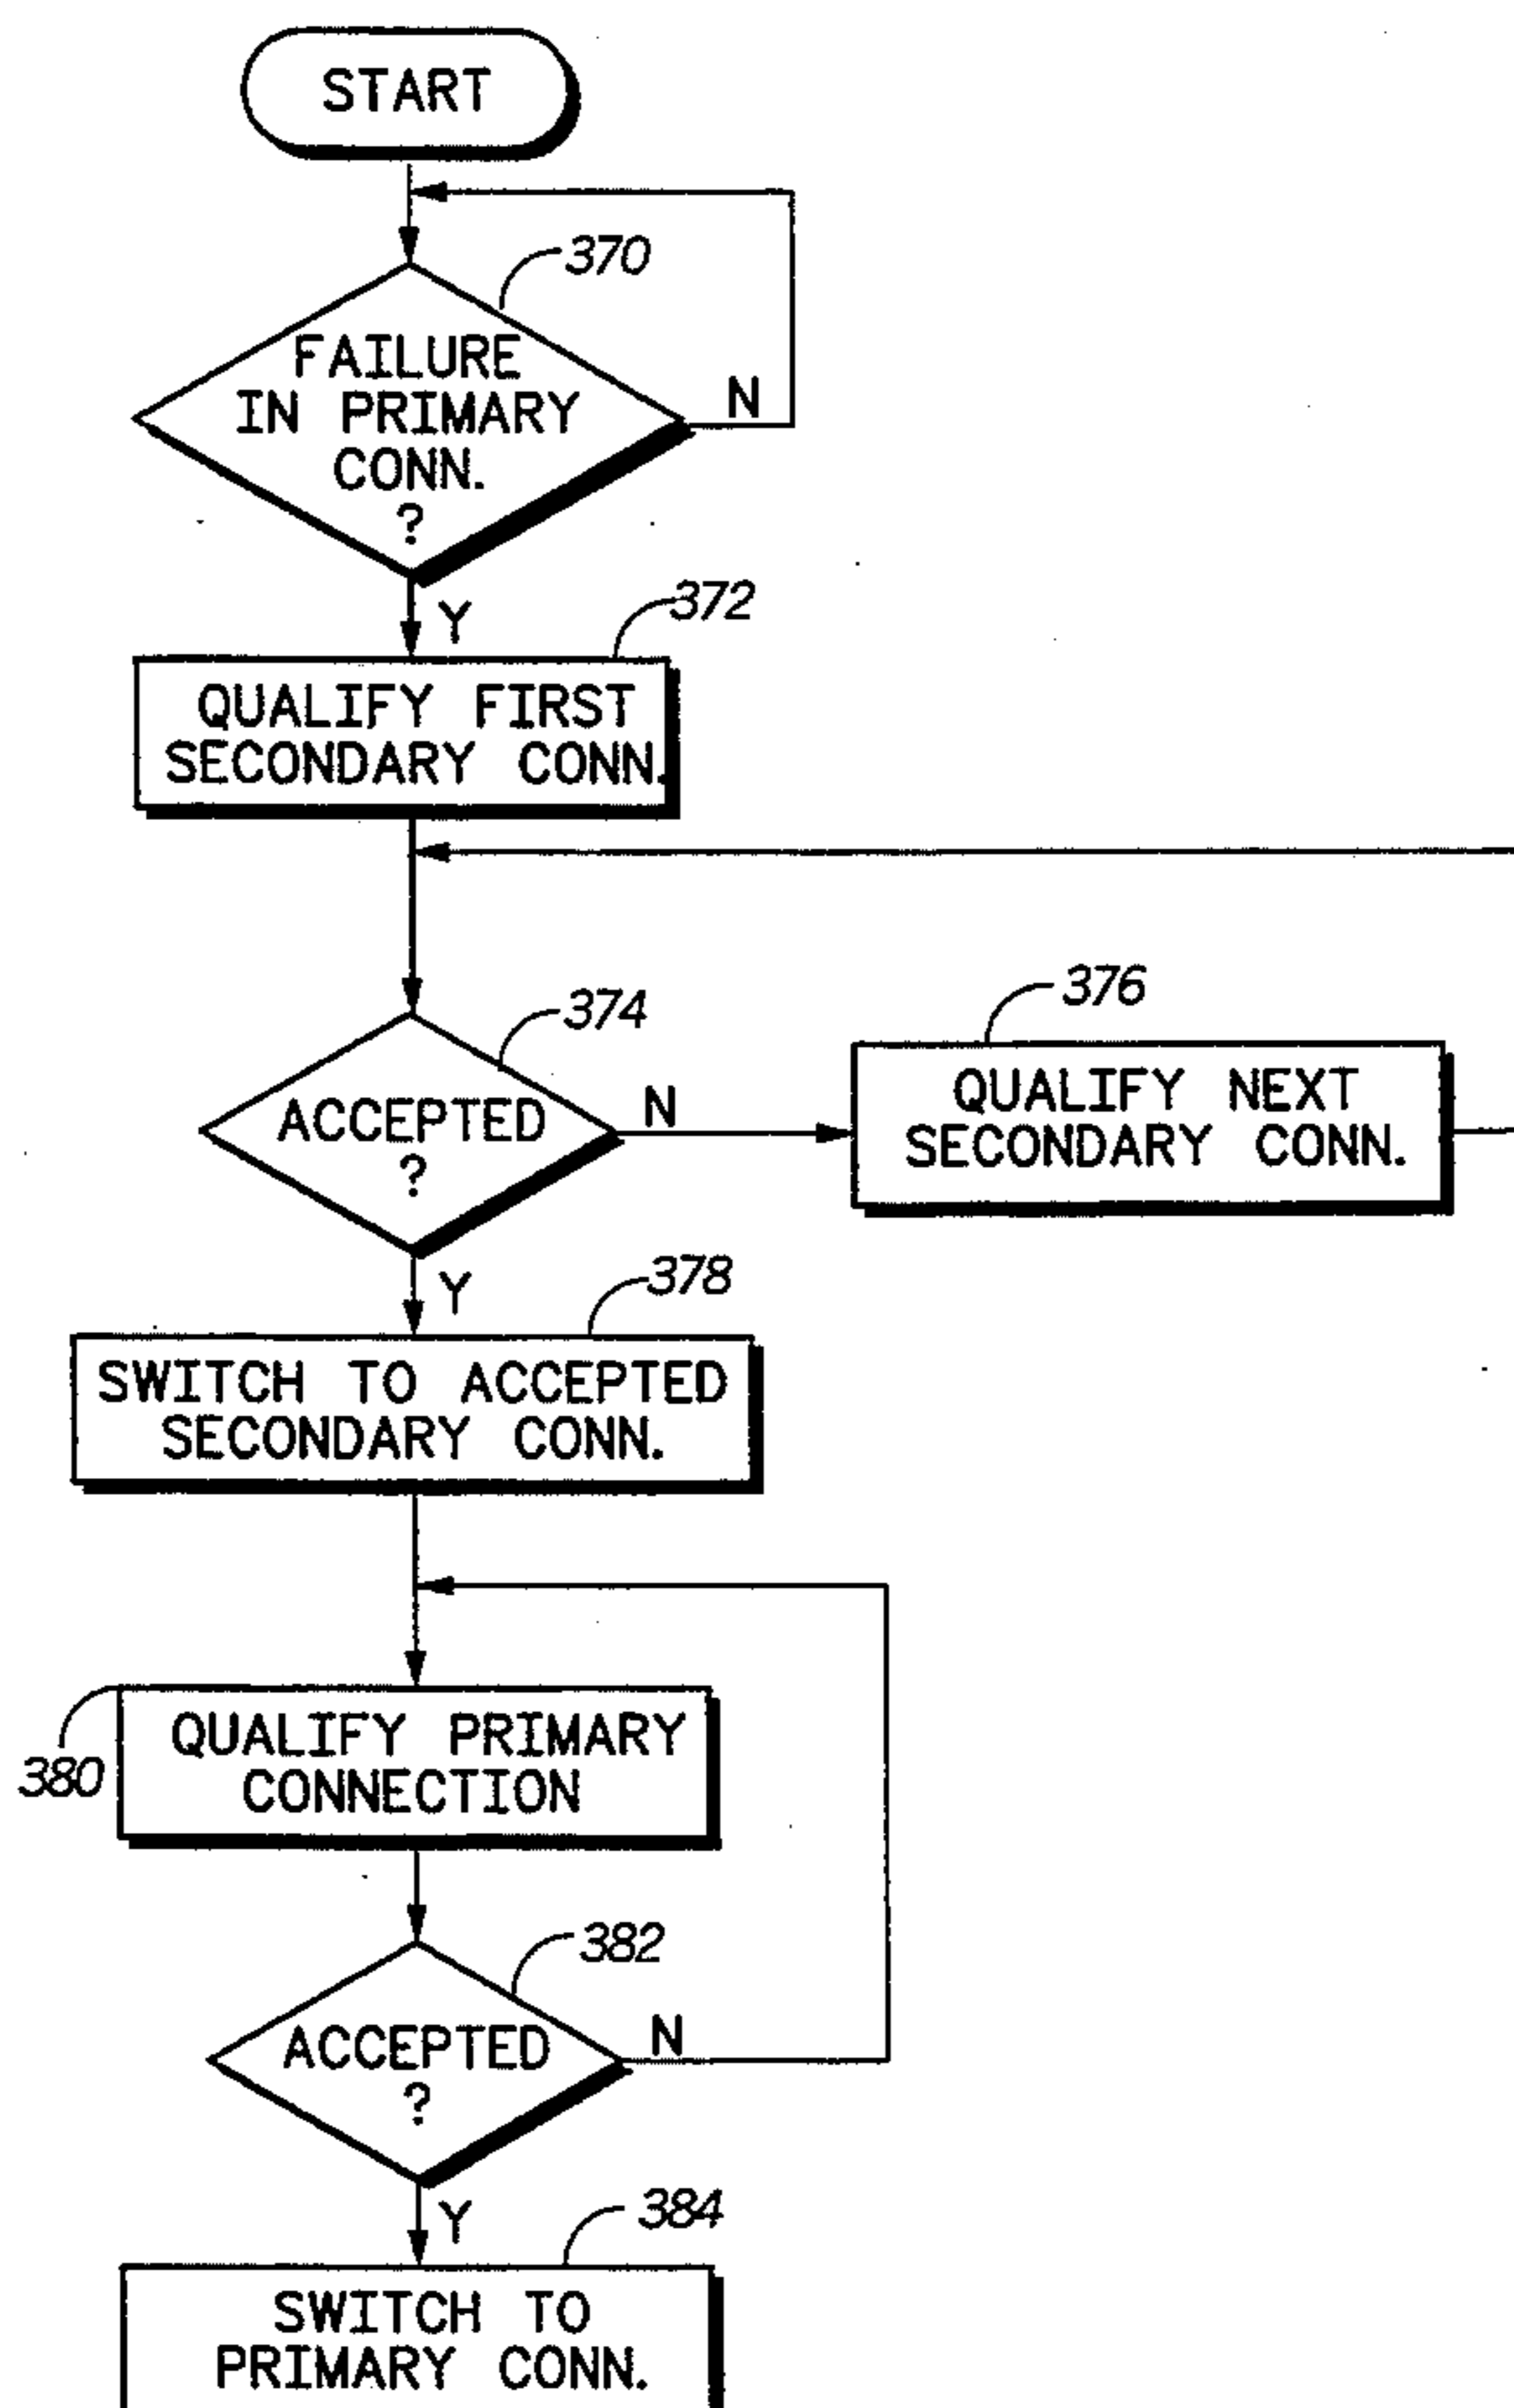 START
370
FAILURE
IN PRIMARY
CONN.
?
N
Y
372
QUALIFY FIRST
SECONDARY CONN.
374
ACCEPTED
?
N
376
QUALIFY NEXT
SECONDARY CONN.
Y
378
SWITCH TO ACCEPTED
SECONDARY CONN.
380
QUALIFY PRIMARY
CONNECTION
382
ACCEPTED
?
N
Y
384
SWITCH TO
PRIMARY CONN.